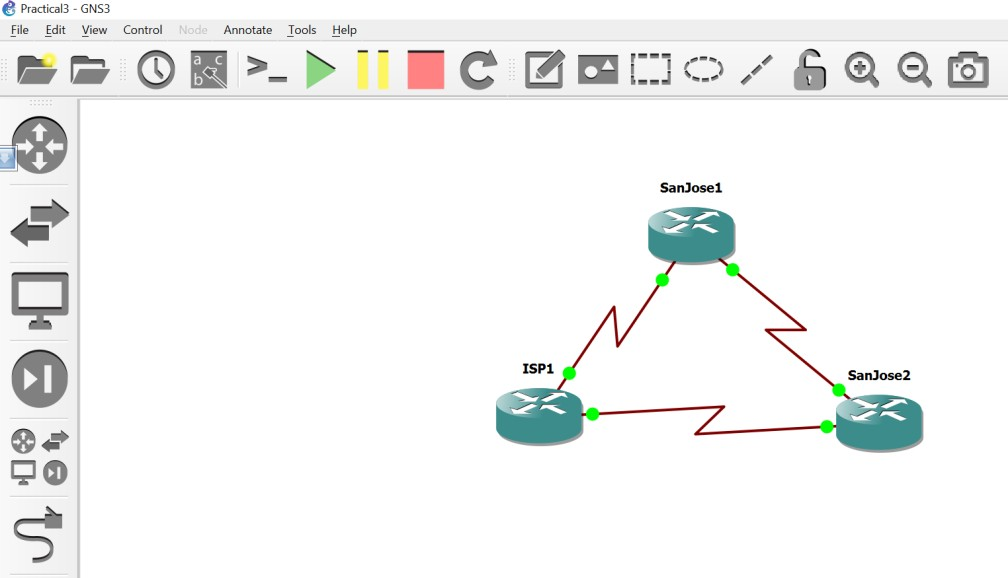 Practical3 - GNS3
File Edit View Control Node Annotate Tools Help
a c
b
>_
SanJose1
ISP1
SanJose2